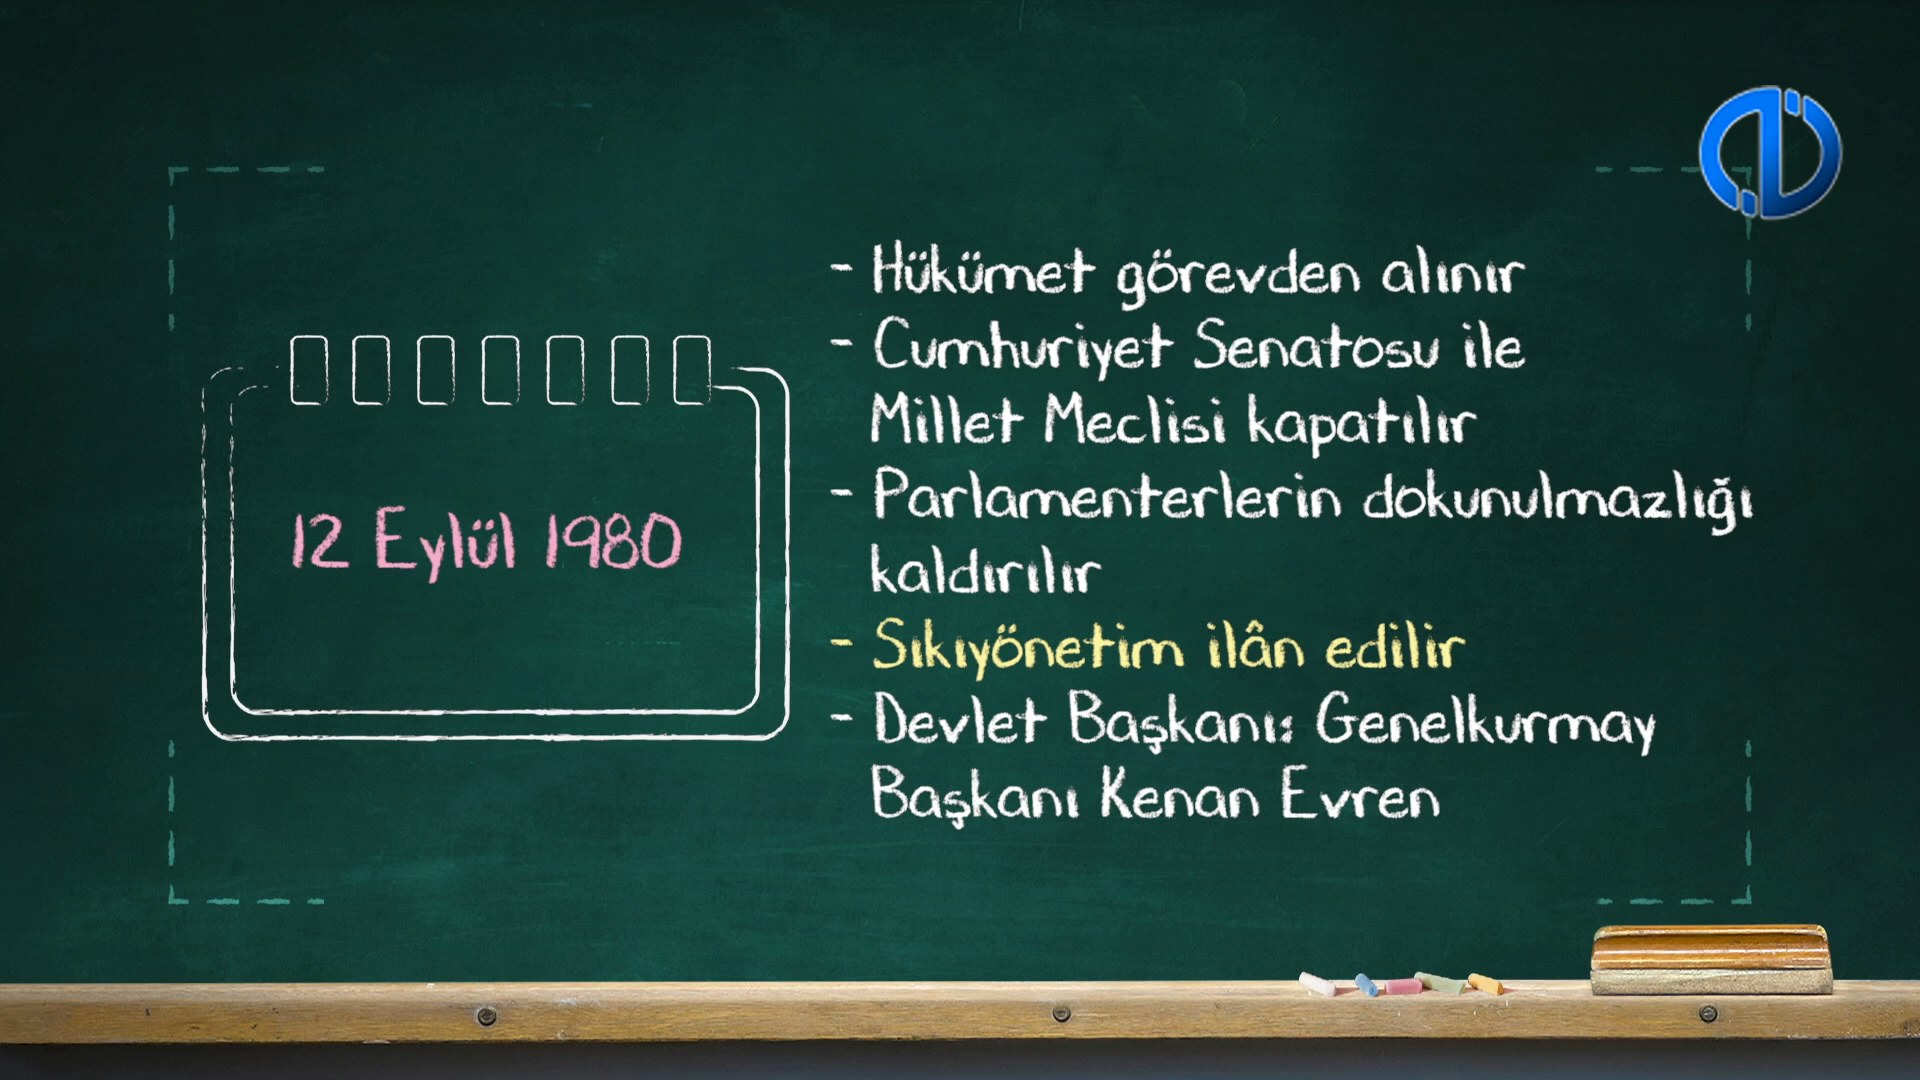 12 Eylül 1980
- Hükümet görevden alınır
- Cumhuriyet Senatosu ile
Millet Meclisi kapatılır
- Parlamenterlerin dokunulmazlığı
kaldırılır
- Sıkıyönetim ilân edilir
- Devlet Başkanı: Genelkurmay
Başkanı Kenan Evren